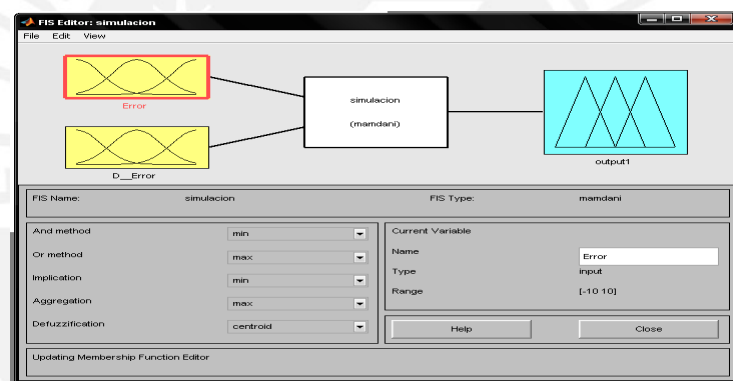 FIS Editor: simulacion
File Edit View
Error
simulacion
(mamdani)
D__Error
output1
FIS Name: simulacion FIS Type: mamdani
And method min
Or method max
Implication min
Aggregation max
Defuzzification centroid
Current Variable
Name Error
Type input
Range [-10 10]
Help Close
Updating Membership Function Editor